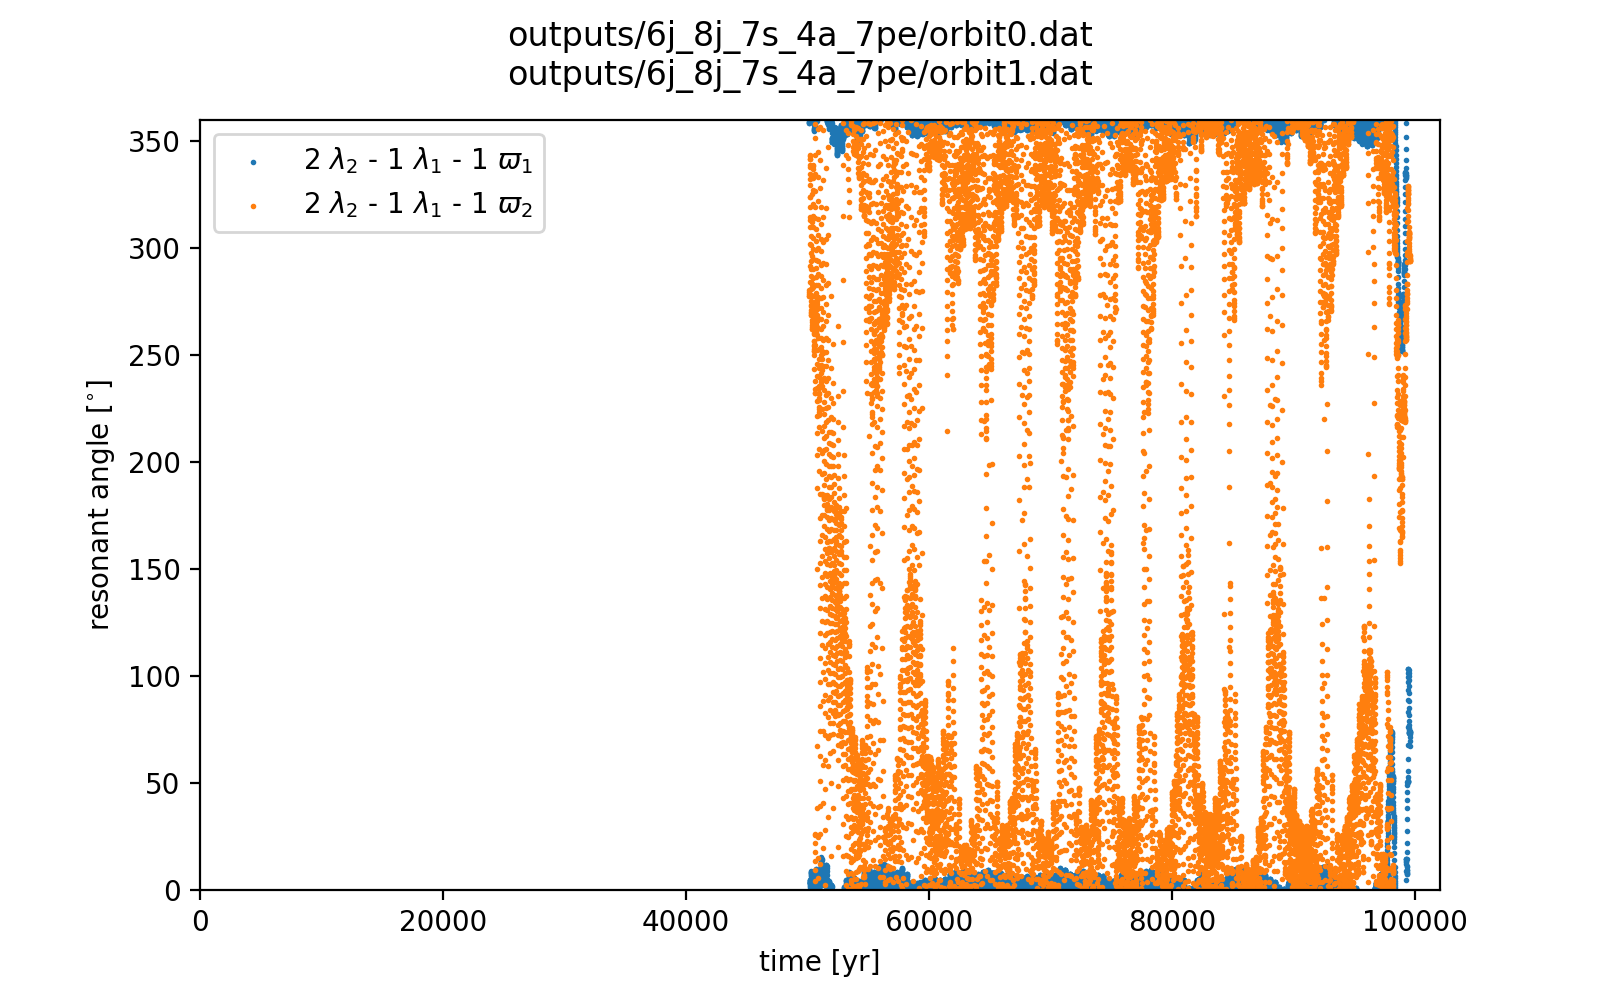 outputs/6j_8j_7s_4a_7pe/orbit0.dat
outputs/6j_8j_7s_4a_7pe/orbit1.dat
2 λ₂ - 1 λ₁ - 1 ϖ₁
2 λ₂ - 1 λ₁ - 1 ϖ₂
resonant angle [°]
350
300
250
200
150
100
50
0
0 20000 40000 60000 80000 100000
time [yr]